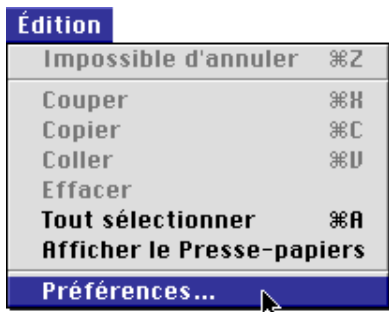 Édition
Impossible d'annuler ⌘Z
Couper ⌘X
Copier ⌘C
Coller ⌘V
Effacer
Tout sélectionner ⌘A
Afficher le Presse-papiers
Préférences...